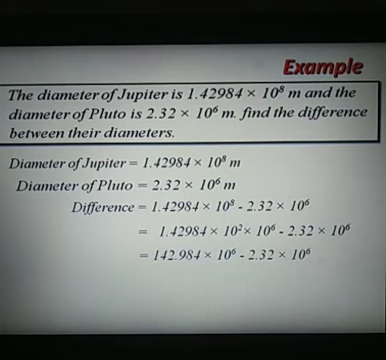 Example
The diameter of Jupiter is 1.42984 × 10⁸ m and the
diameter of Pluto is 2.32 × 10⁶ m. find the difference
between their diameters.
Diameter of Jupiter = 1.42984 × 10⁸ m
Diameter of Pluto = 2.32 × 10⁶ m
Difference = 1.42984 × 10⁸ - 2.32 × 10⁶
= 1.42984 × 10² × 10⁶ - 2.32 × 10⁶
= 142.984 × 10⁶ - 2.32 × 10⁶